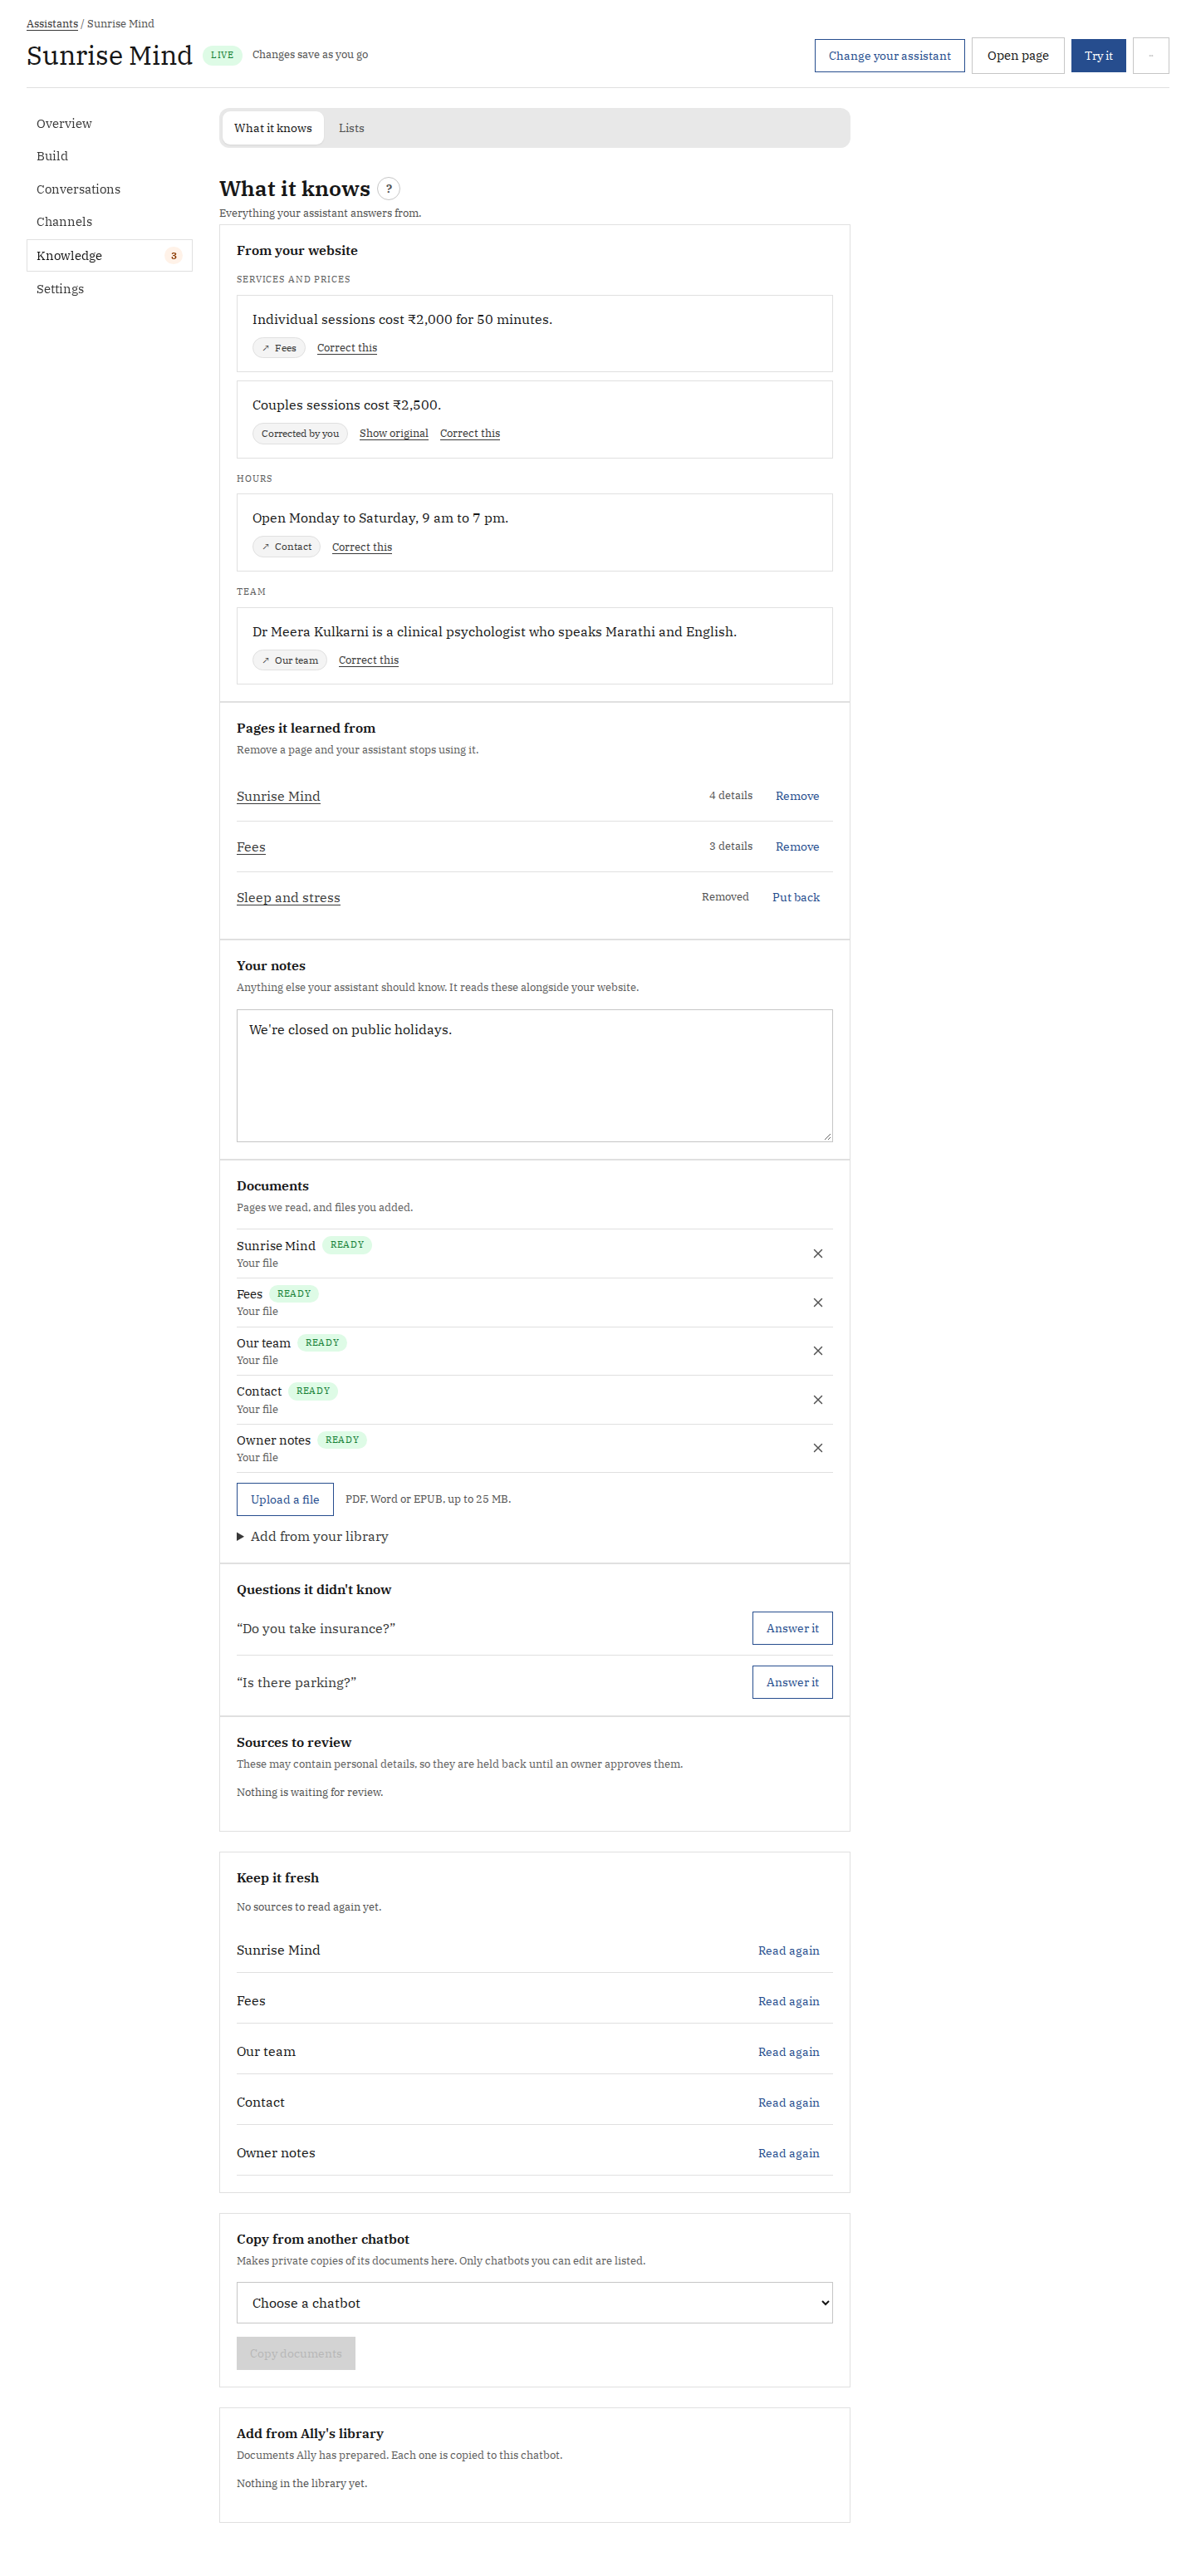 Assistants / Sunrise Mind
Sunrise Mind LIVE Changes save as you go
Change your assistant Open page Try it
Overview
Build
Conversations
Channels
Knowledge 3
Settings
What it knows Lists
What it knows ?
Everything your assistant answers from.
From your website
SERVICES AND PRICES
Individual sessions cost ₹2,000 for 50 minutes.
↗ Fees Correct this
Couples sessions cost ₹2,500.
Corrected by you Show original Correct this
HOURS
Open Monday to Saturday, 9 am to 7 pm.
↗ Contact Correct this
TEAM
Dr Meera Kulkarni is a clinical psychologist who speaks Marathi and English.
↗ Our team Correct this
Pages it learned from
Remove a page and your assistant stops using it.
Sunrise Mind 4 details Remove
Fees 3 details Remove
Sleep and stress Removed Put back
Your notes
Anything else your assistant should know. It reads these alongside your website.
We're closed on public holidays.
Documents
Pages we read, and files you added.
Sunrise Mind READY
Your file
Fees READY
Your file
Our team READY
Your file
Contact READY
Your file
Owner notes READY
Your file
Upload a file PDF, Word or EPUB, up to 25 MB.
Add from your library
Questions it didn't know
“Do you take insurance?” Answer it
“Is there parking?” Answer it
Sources to review
These may contain personal details, so they are held back until an owner approves them.
Nothing is waiting for review.
Keep it fresh
No sources to read again yet.
Sunrise Mind Read again
Fees Read again
Our team Read again
Contact Read again
Owner notes Read again
Copy from another chatbot
Makes private copies of its documents here. Only chatbots you can edit are listed.
Choose a chatbot
Copy documents
Add from Ally's library
Documents Ally has prepared. Each one is copied to this chatbot.
Nothing in the library yet.